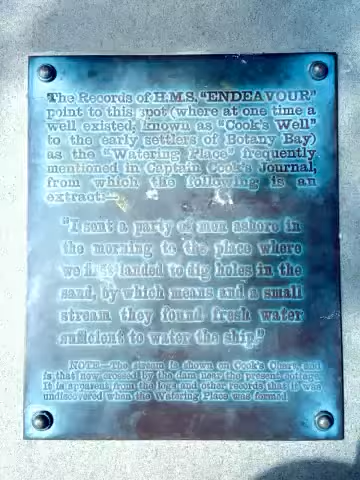 The Records of H.M.S. "ENDEAVOUR"
point to this spot (where at one time a
well existed, known as "Cook's Well"
to the early settlers of Botany Bay)
as the "Watering Place" frequently
mentioned in Captain Cook's Journal,
from which the following is an
extract:—
"I sent a party of men ashore in
the morning to the place where
we first landed to dig holes in the
sand, by which means and a small
stream they found fresh water
sufficient to water the ship."
NOTE.—The stream is shown on Cook's Chart, and
is that now crossed by the dam near the present cottage.
It is apparent from the logs and other records that it was
undiscovered when the Watering Place was formed